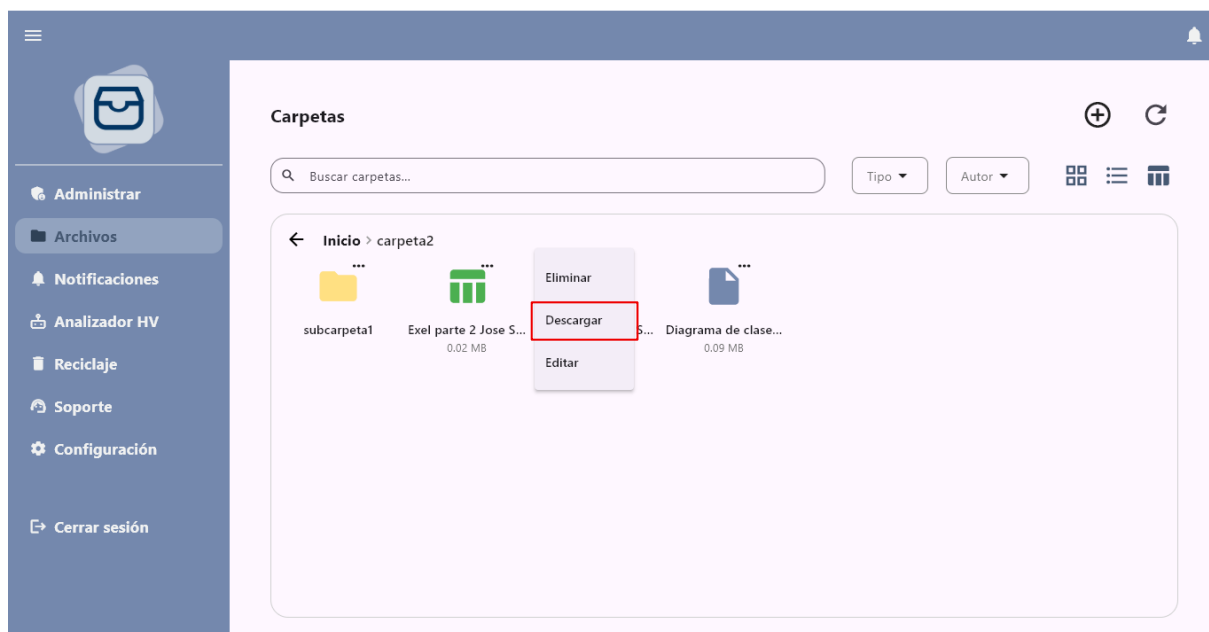 Carpetas
Buscar carpetas...
Tipo
Autor
Administrar
Archivos
Notificaciones
Analizador HV
Reciclaje
Soporte
Configuración
Cerrar sesión
Inicio > carpeta2
subcarpeta1
Exel parte 2 Jose S...
0.02 MB
Eliminar
Descargar
Editar
S...
Diagrama de clase...
0.09 MB